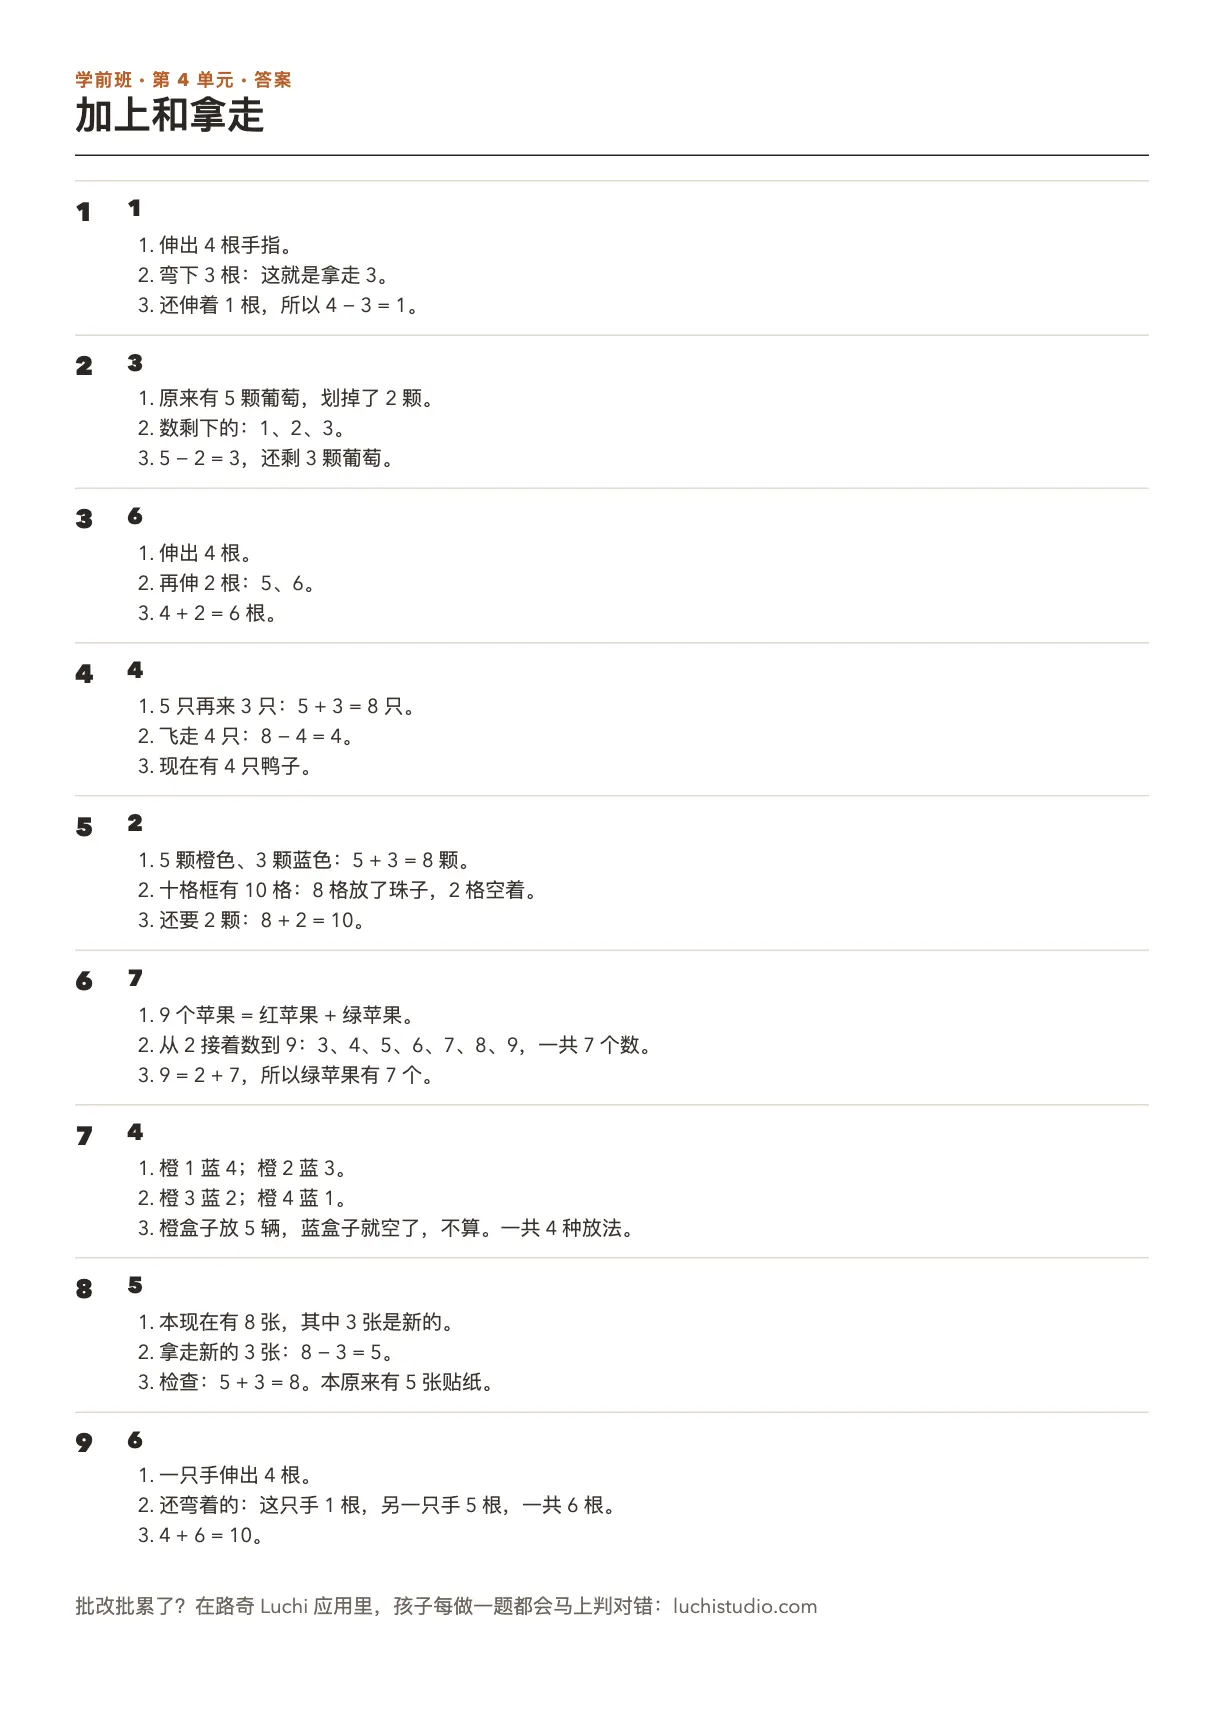 学前班 · 第 4 单元 · 答案
加上和拿走
1 1
1. 伸出 4 根手指。
2. 弯下 3 根：这就是拿走 3。
3. 还伸着 1 根，所以 4 − 3 = 1。
2 3
1. 原来有 5 颗葡萄，划掉了 2 颗。
2. 数剩下的：1、2、3。
3. 5 − 2 = 3，还剩 3 颗葡萄。
3 6
1. 伸出 4 根。
2. 再伸 2 根：5、6。
3. 4 + 2 = 6 根。
4 4
1. 5 只再来 3 只：5 + 3 = 8 只。
2. 飞走 4 只：8 − 4 = 4。
3. 现在有 4 只鸭子。
5 2
1. 5 颗橙色、3 颗蓝色：5 + 3 = 8 颗。
2. 十格框有 10 格：8 格放了珠子，2 格空着。
3. 还要 2 颗：8 + 2 = 10。
6 7
1. 9 个苹果 = 红苹果 + 绿苹果。
2. 从 2 接着数到 9：3、4、5、6、7、8、9，一共 7 个数。
3. 9 = 2 + 7，所以绿苹果有 7 个。
7 4
1. 橙 1 蓝 4；橙 2 蓝 3。
2. 橙 3 蓝 2；橙 4 蓝 1。
3. 橙盒子放 5 辆，蓝盒子就空了，不算。一共 4 种放法。
8 5
1. 本现在有 8 张，其中 3 张是新的。
2. 拿走新的 3 张：8 − 3 = 5。
3. 检查：5 + 3 = 8。本原来有 5 张贴纸。
9 6
1. 一只手伸出 4 根。
2. 还弯着的：这只手 1 根，另一只手 5 根，一共 6 根。
3. 4 + 6 = 10。
批改批累了？在路奇 Luchi 应用里，孩子每做一题都会马上判对错：luchistudio.com